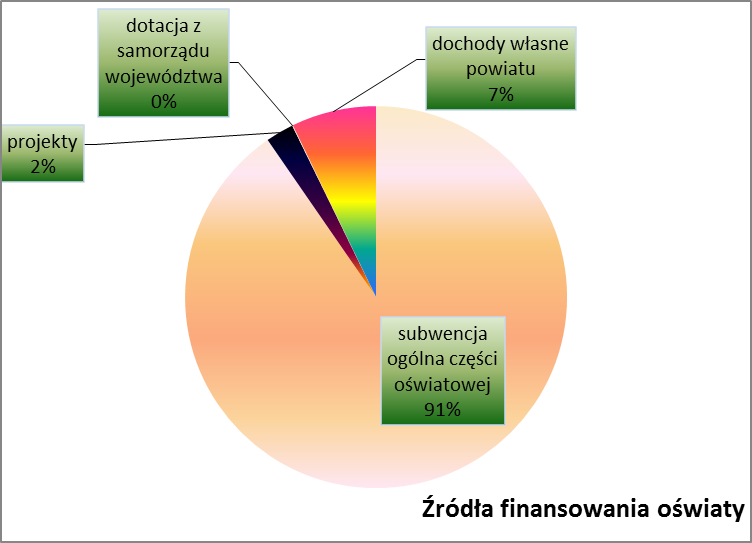 dotacja z
samorządu
województwa
0%
dochody własne
powiatu
7%
projekty
2%
subwencja
ogólna części
oświatowej
91%
Źródła finansowania oświaty